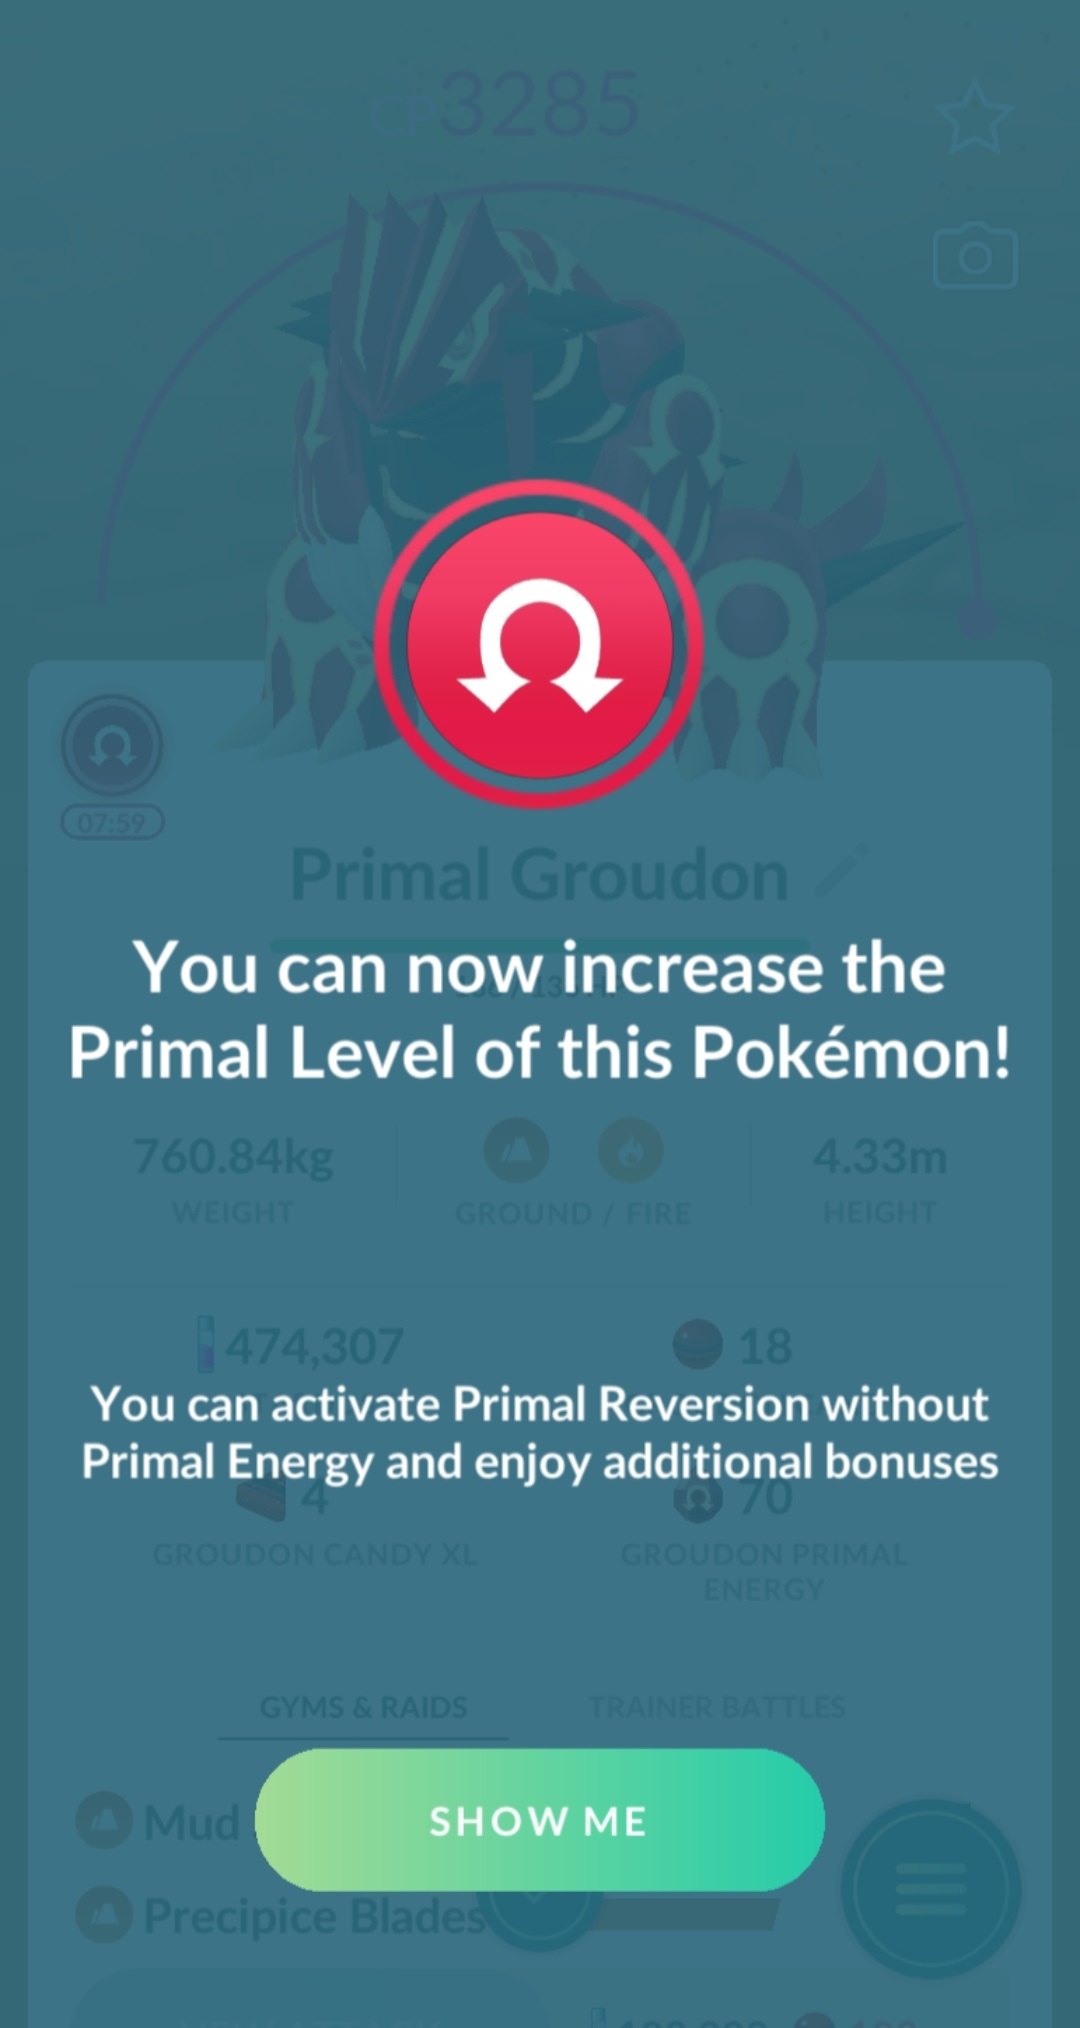 CP3285
07:59
Primal Groudon
You can now increase the
Primal Level of this Pokémon!
760.84kg
WEIGHT
GROUND / FIRE
4.33m
HEIGHT
474,307
18
You can activate Primal Reversion without
Primal Energy and enjoy additional bonuses
4
GROUDON CANDY XL
70
GROUDON PRIMAL
ENERGY
GYMS & RAIDS
TRAINER BATTLES
SHOW ME
Mud
Precipice Blades